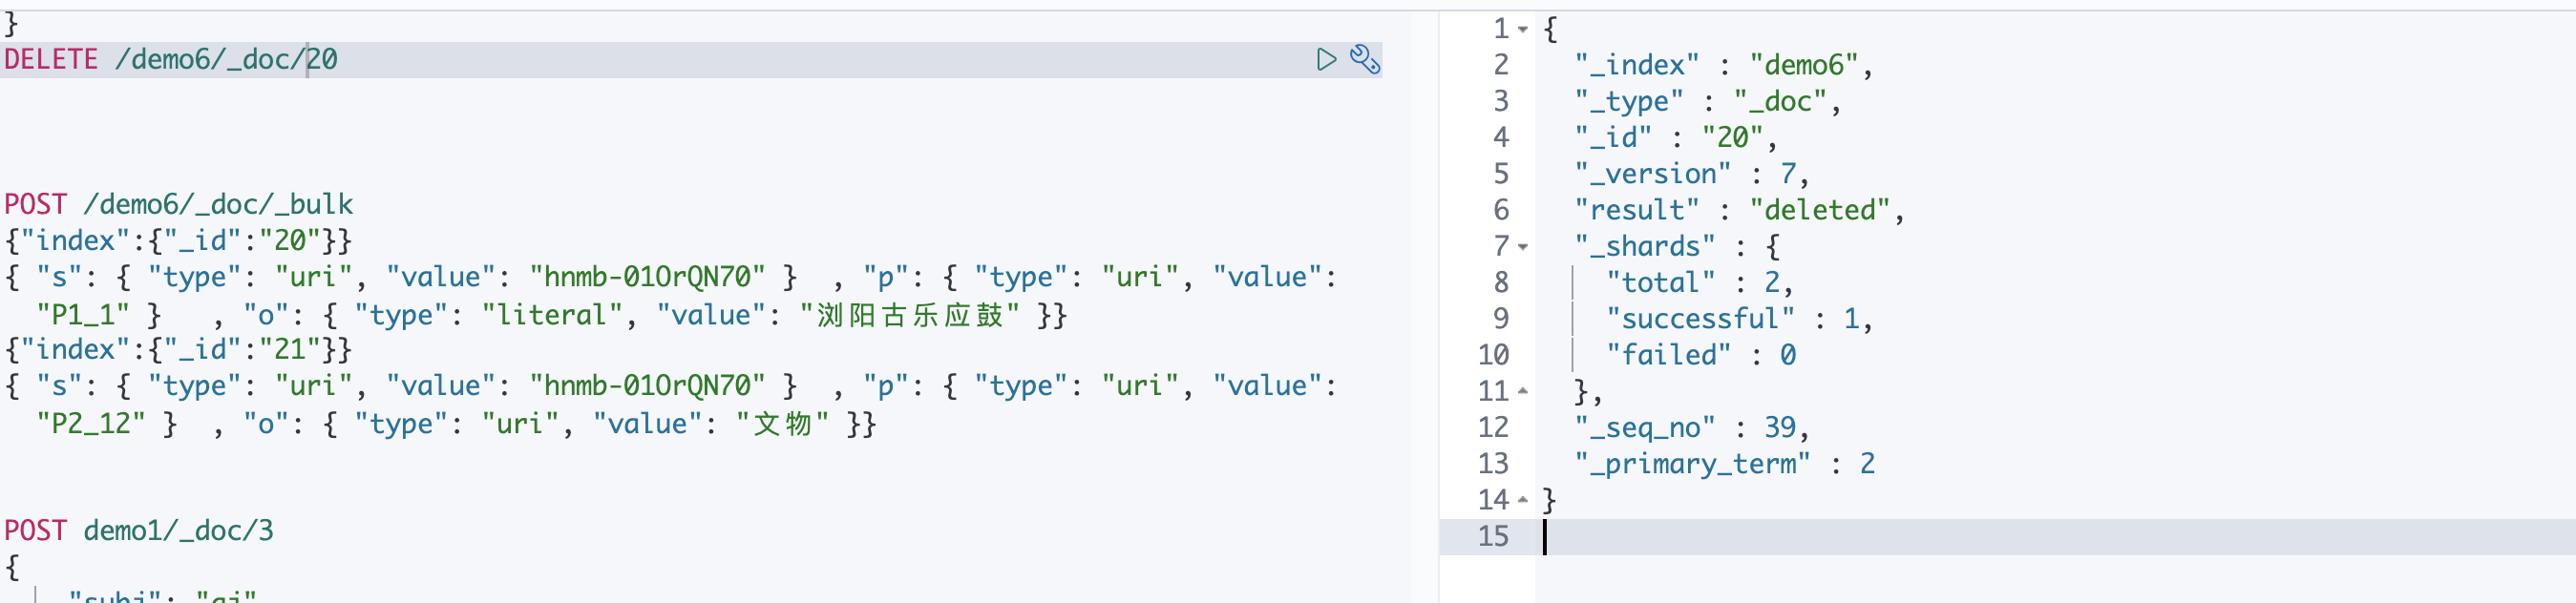 }
DELETE /demo6/_doc/20
POST /demo6/_doc/_bulk
{"index":{"_id":"20"}}
{ "s": { "type": "uri", "value": "hnmb-01OrQN70" }  , "p": { "type": "uri", "value":
"P1_1" }   , "o": { "type": "literal", "value": "浏阳古乐应鼓" }}
{"index":{"_id":"21"}}
{ "s": { "type": "uri", "value": "hnmb-01OrQN70" }  , "p": { "type": "uri", "value":
"P2_12" }  , "o": { "type": "uri", "value": "文物" }}
POST demo1/_doc/3
{
"subj": "qi"
1 {
2 "_index" : "demo6",
3 "_type" : "_doc",
4 "_id" : "20",
5 "_version" : 7,
6 "result" : "deleted",
7 "_shards" : {
8 "total" : 2,
9 "successful" : 1,
10 "failed" : 0
11 },
12 "_seq_no" : 39,
13 "_primary_term" : 2
14 }
15